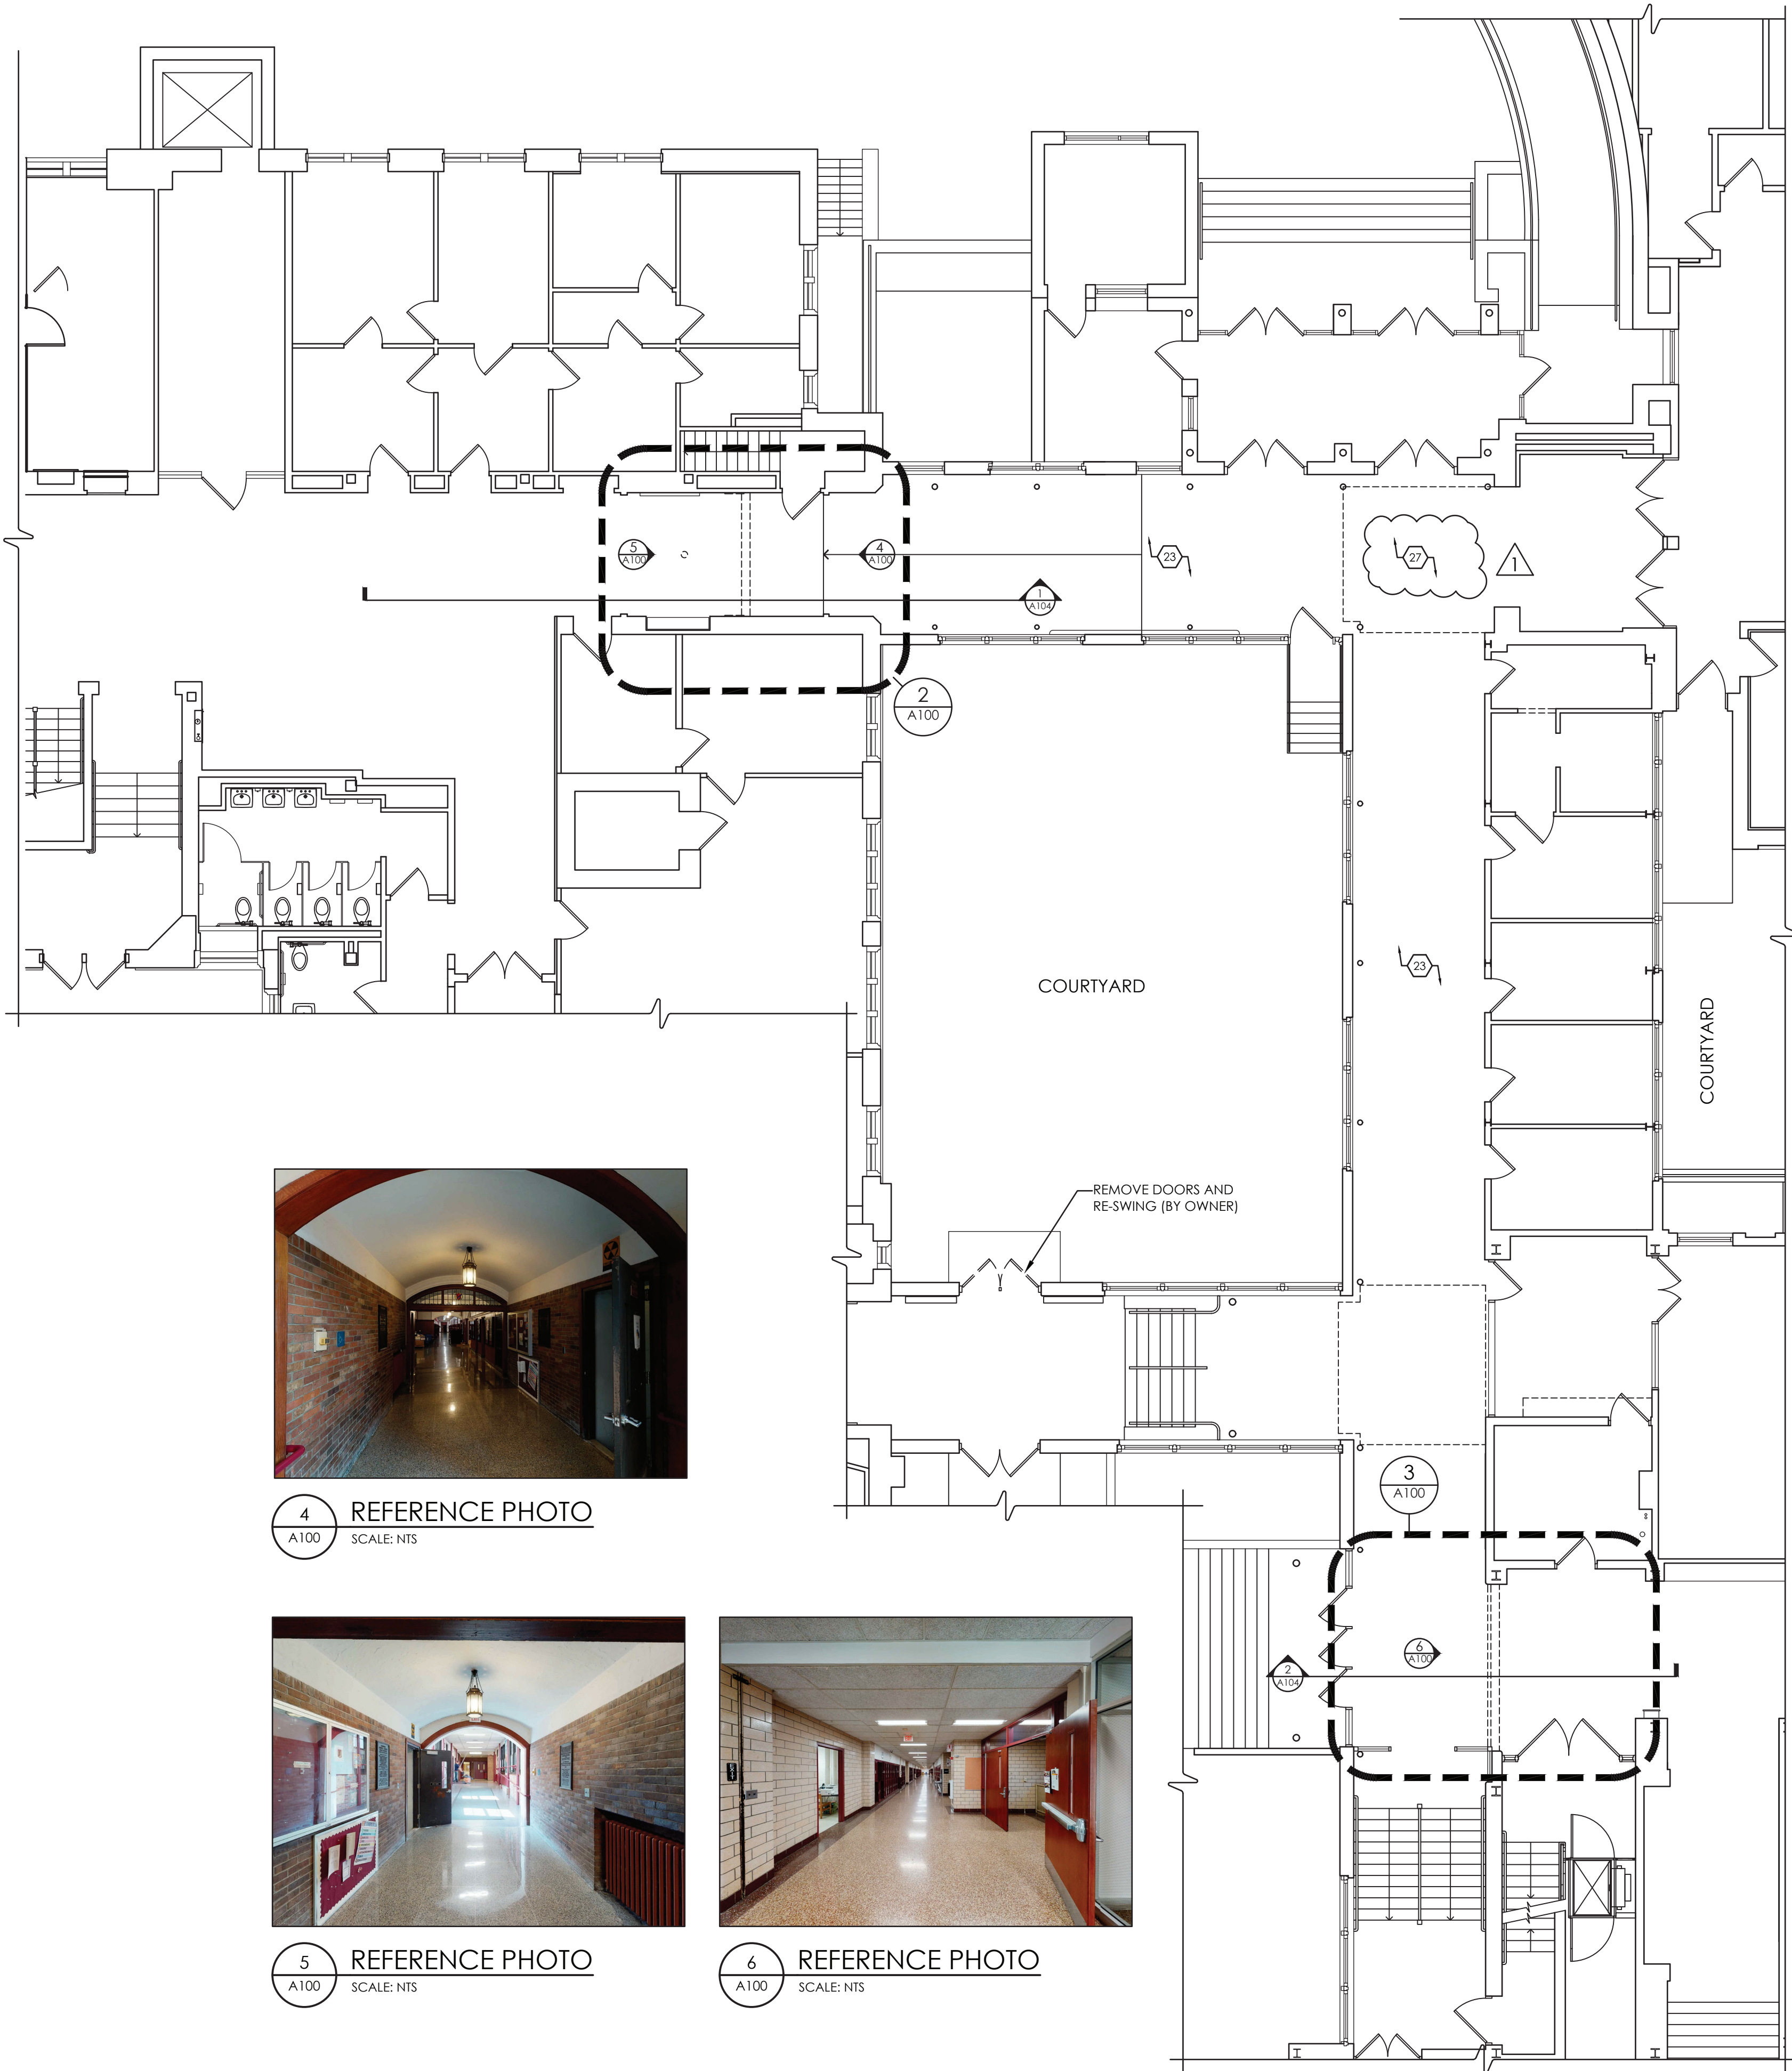 5
A100
4
A100
23
27
1
1
A104
2
A100
COURTYARD
23
COURTYARD
REMOVE DOORS AND
RE-SWING (BY OWNER)
4
A100
REFERENCE PHOTO
SCALE: NTS
3
A100
6
A100
2
A104
5
A100
REFERENCE PHOTO
SCALE: NTS
6
A100
REFERENCE PHOTO
SCALE: NTS